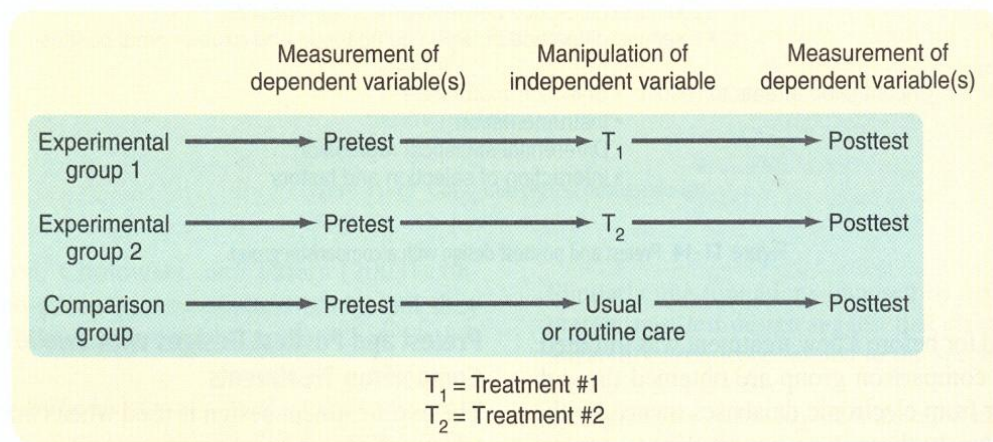 Measurement of Manipulation of Measurement of
dependent variable(s) independent variable dependent variable(s)
Experimental Pretest T₁ Posttest
group 1
Experimental Pretest T₂ Posttest
group 2
Comparison Pretest Usual Posttest
group or routine care
T₁ = Treatment #1
T₂ = Treatment #2